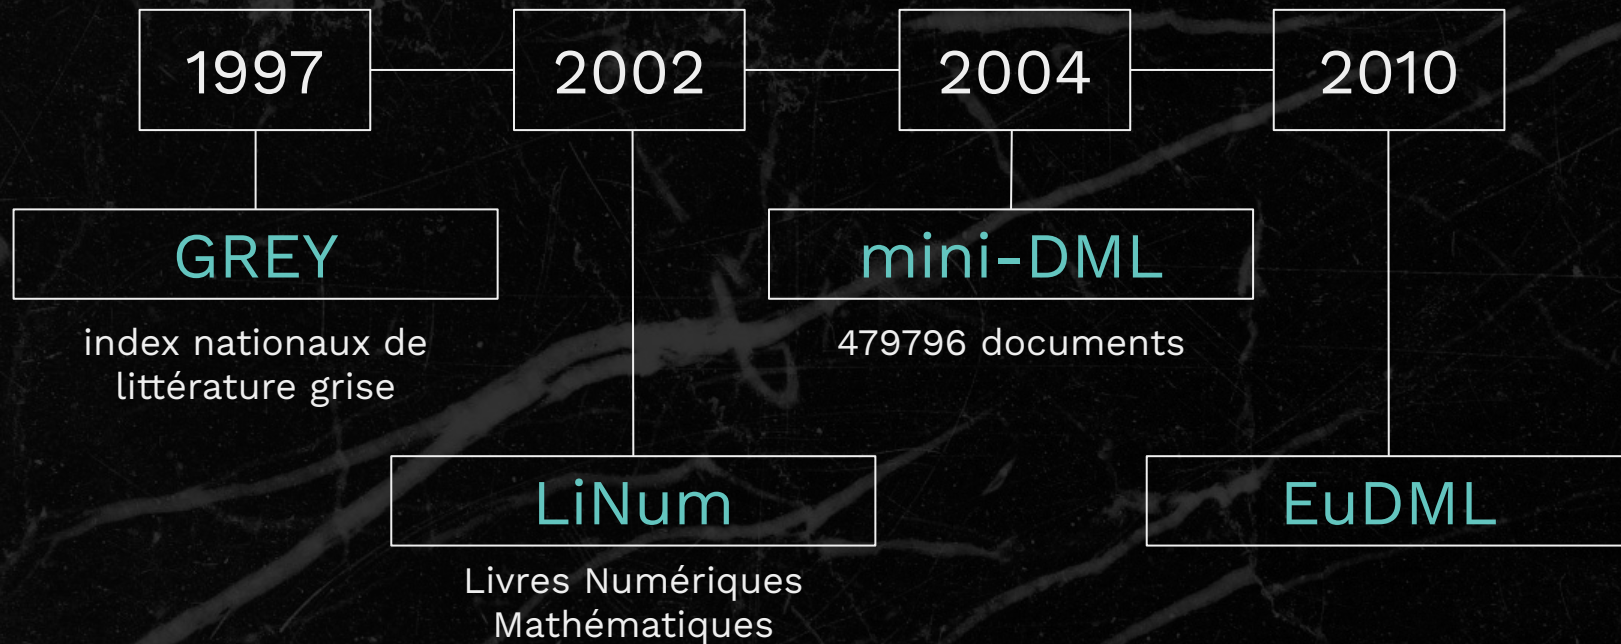 1997
2002
2004
2010
GREY
mini-DML
index nationaux de
littérature grise
479796 documents
LiNum
EuDML
Livres Numériques
Mathématiques